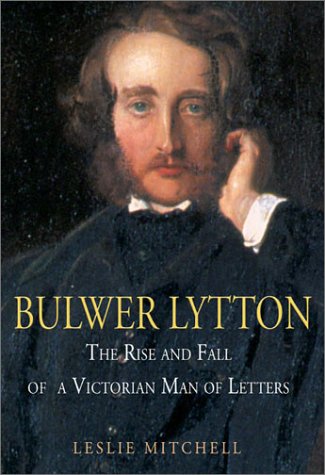 BULWER LYTTON
THE RISE AND FALL
OF A VICTORIAN MAN OF LETTERS
LESLIE MITCHELL